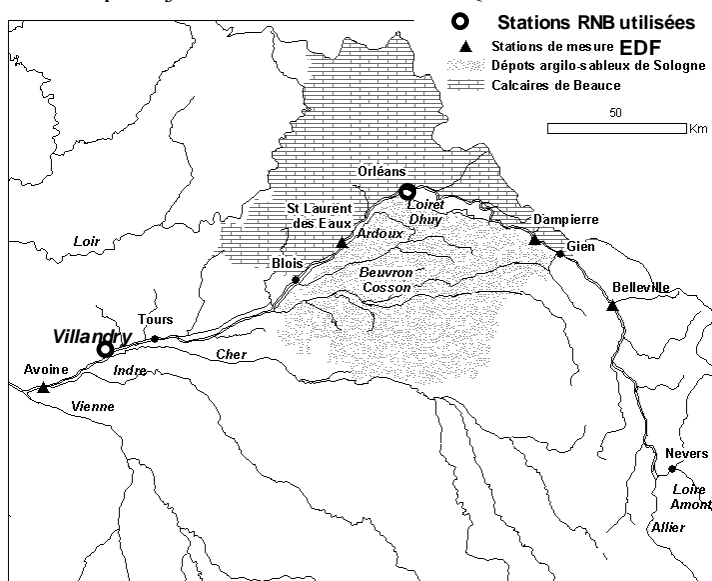 Stations RNB utilisées
Stations de mesure EDF
Dépots argilo-sableux de Sologne
Calcaires de Beauce
50
Km
Orléans
Loiret
Dhuy
St Laurent
des Eaux
Ardoux
Dampierre
Gien
Loir
Blois
Beuvron
Cosson
Belleville
Tours
Villandry
Cher
Avoine
Indre
Vienne
Nevers
Loire
Amont
Allier